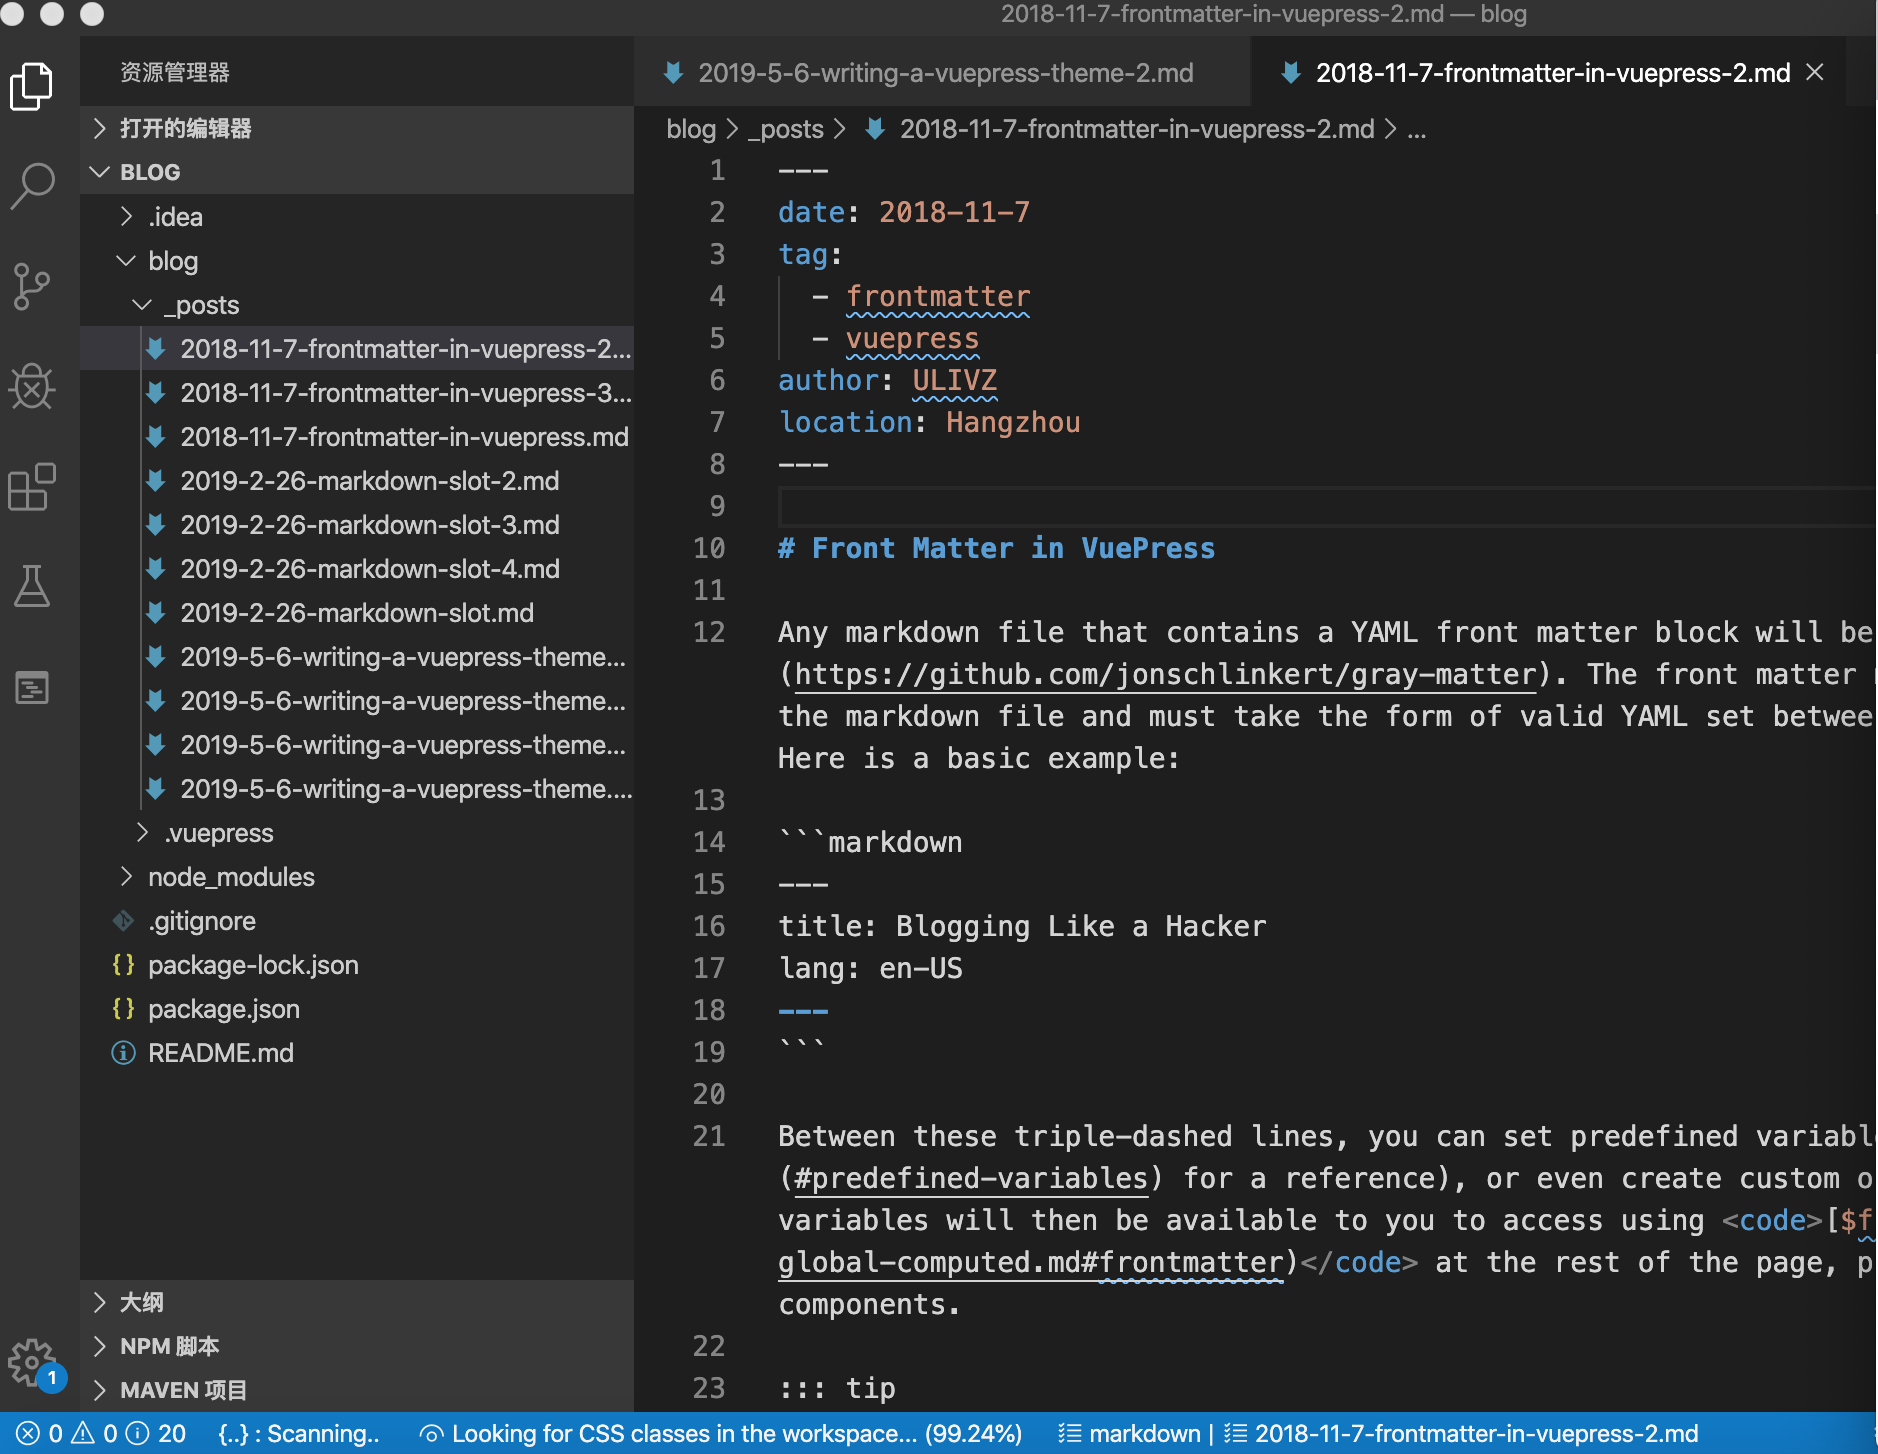 2018-11-7-frontmatter-in-vuepress-2.md — blog
资源管理器
打开的编辑器
BLOG
.idea
blog
_posts
2018-11-7-frontmatter-in-vuepress-2...
2018-11-7-frontmatter-in-vuepress-3...
2018-11-7-frontmatter-in-vuepress.md
2019-2-26-markdown-slot-2.md
2019-2-26-markdown-slot-3.md
2019-2-26-markdown-slot-4.md
2019-2-26-markdown-slot.md
2019-5-6-writing-a-vuepress-theme...
2019-5-6-writing-a-vuepress-theme...
2019-5-6-writing-a-vuepress-theme...
2019-5-6-writing-a-vuepress-theme....
.vuepress
node_modules
.gitignore
{} package-lock.json
{} package.json
README.md
大纲
NPM 脚本
MAVEN 项目
1
2019-5-6-writing-a-vuepress-theme-2.md
2018-11-7-frontmatter-in-vuepress-2.md ×
blog > _posts > 2018-11-7-frontmatter-in-vuepress-2.md > ...
1 ---
2 date: 2018-11-7
3 tag:
4 - frontmatter
5 - vuepress
6 author: ULIVZ
7 location: Hangzhou
8 ---
9
10 # Front Matter in VuePress
11
12 Any markdown file that contains a YAML front matter block will be
(https://github.com/jonschlinkert/gray-matter). The front matter
the markdown file and must take the form of valid YAML set betwee
Here is a basic example:
13
14 ```markdown
15 ---
16 title: Blogging Like a Hacker
17 lang: en-US
18 ---
19 ```
20
21 Between these triple-dashed lines, you can set predefined variabl
(#predefined-variables) for a reference), or even create custom o
variables will then be available to you to access using <code>[$f
global-computed.md#frontmatter)</code> at the rest of the page, p
components.
22
23 ::: tip
0 0 20 {..} : Scanning.. Looking for CSS classes in the workspace... (99.24%) markdown | 2018-11-7-frontmatter-in-vuepress-2.md